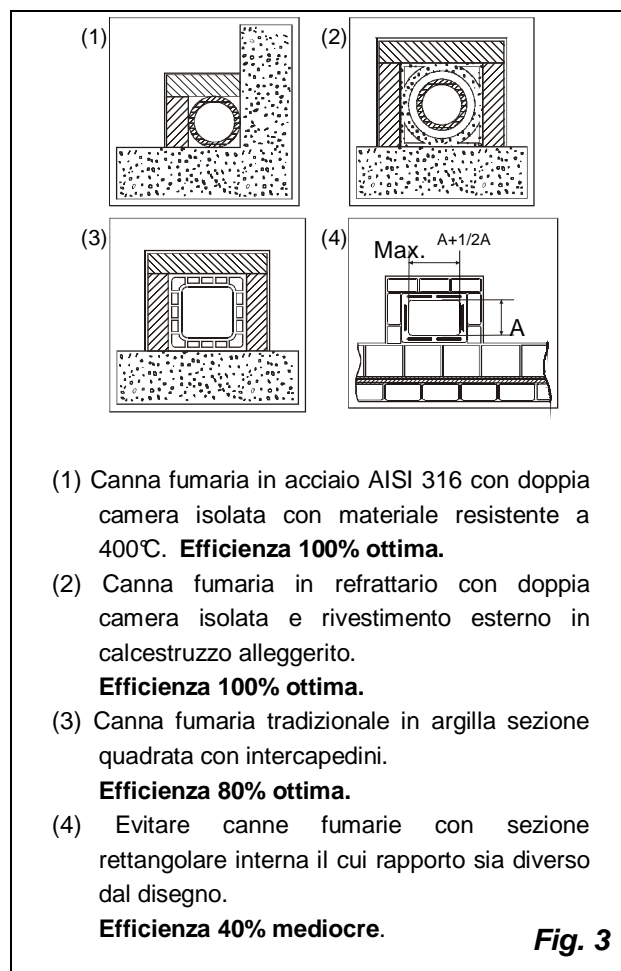 (1)
(2)
(3)
(4)
Max.
A+1/2A
A
(1) Canna fumaria in acciaio AISI 316 con doppia
camera isolata con materiale resistente a
400℃. Efficienza 100% ottima.
(2) Canna fumaria in refrattario con doppia
camera isolata e rivestimento esterno in
calcestruzzo alleggerito.
Efficienza 100% ottima.
(3) Canna fumaria tradizionale in argilla sezione
quadrata con intercapedini.
Efficienza 80% ottima.
(4) Evitare canne fumarie con sezione
rettangolare interna il cui rapporto sia diverso
dal disegno.
Efficienza 40% mediocre.
Fig. 3